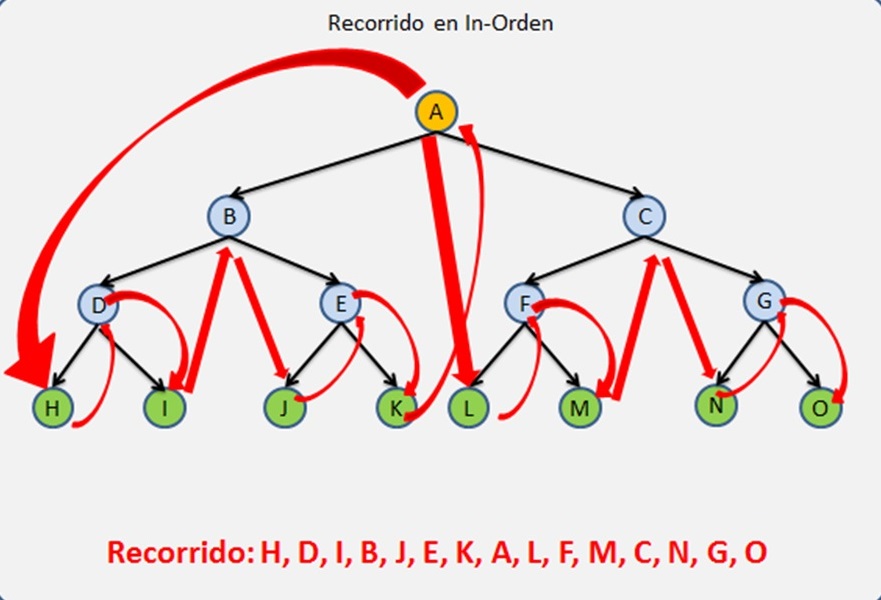 Recorrido en In-Orden
A
B C
D E F G
H I J K L M N O
Recorrido: H, D, I, B, J, E, K, A, L, F, M, C, N, G, O